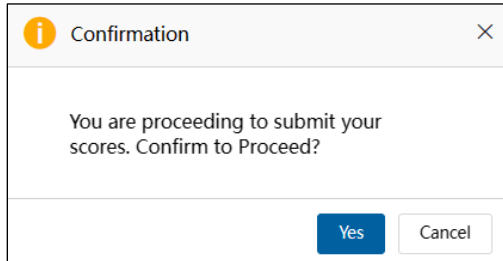 Confirmation
You are proceeding to submit your
scores. Confirm to Proceed?
Yes
Cancel